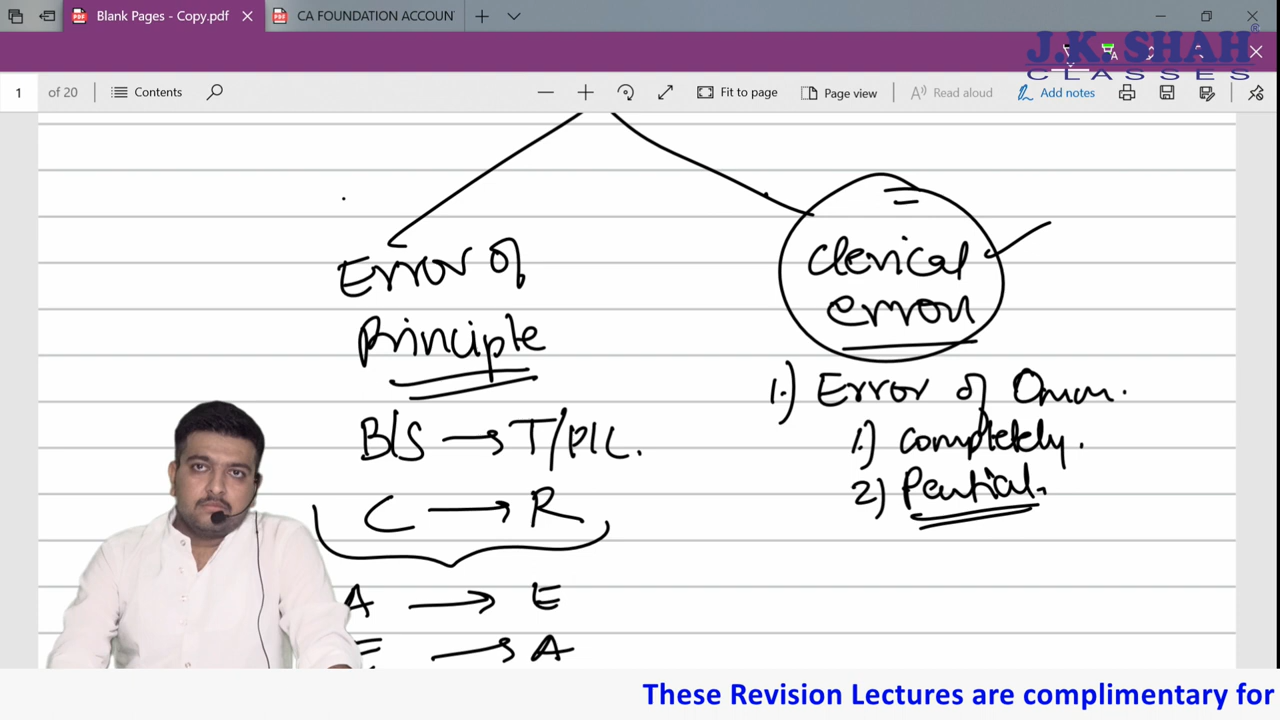 Blank Pages - Copy.pdf
CA FOUNDATION ACCOUN
J.K. SHAH®
CLASSES
1 of 20
Contents
Fit to page
Page view
Read aloud
Add notes
Error of
Principle
B/S → T/P/L.
C → R
A → E
E → A
Clerical
error
1.) Error of Omm.
1.) completely.
2) Partial.
These Revision Lectures are complimentary for